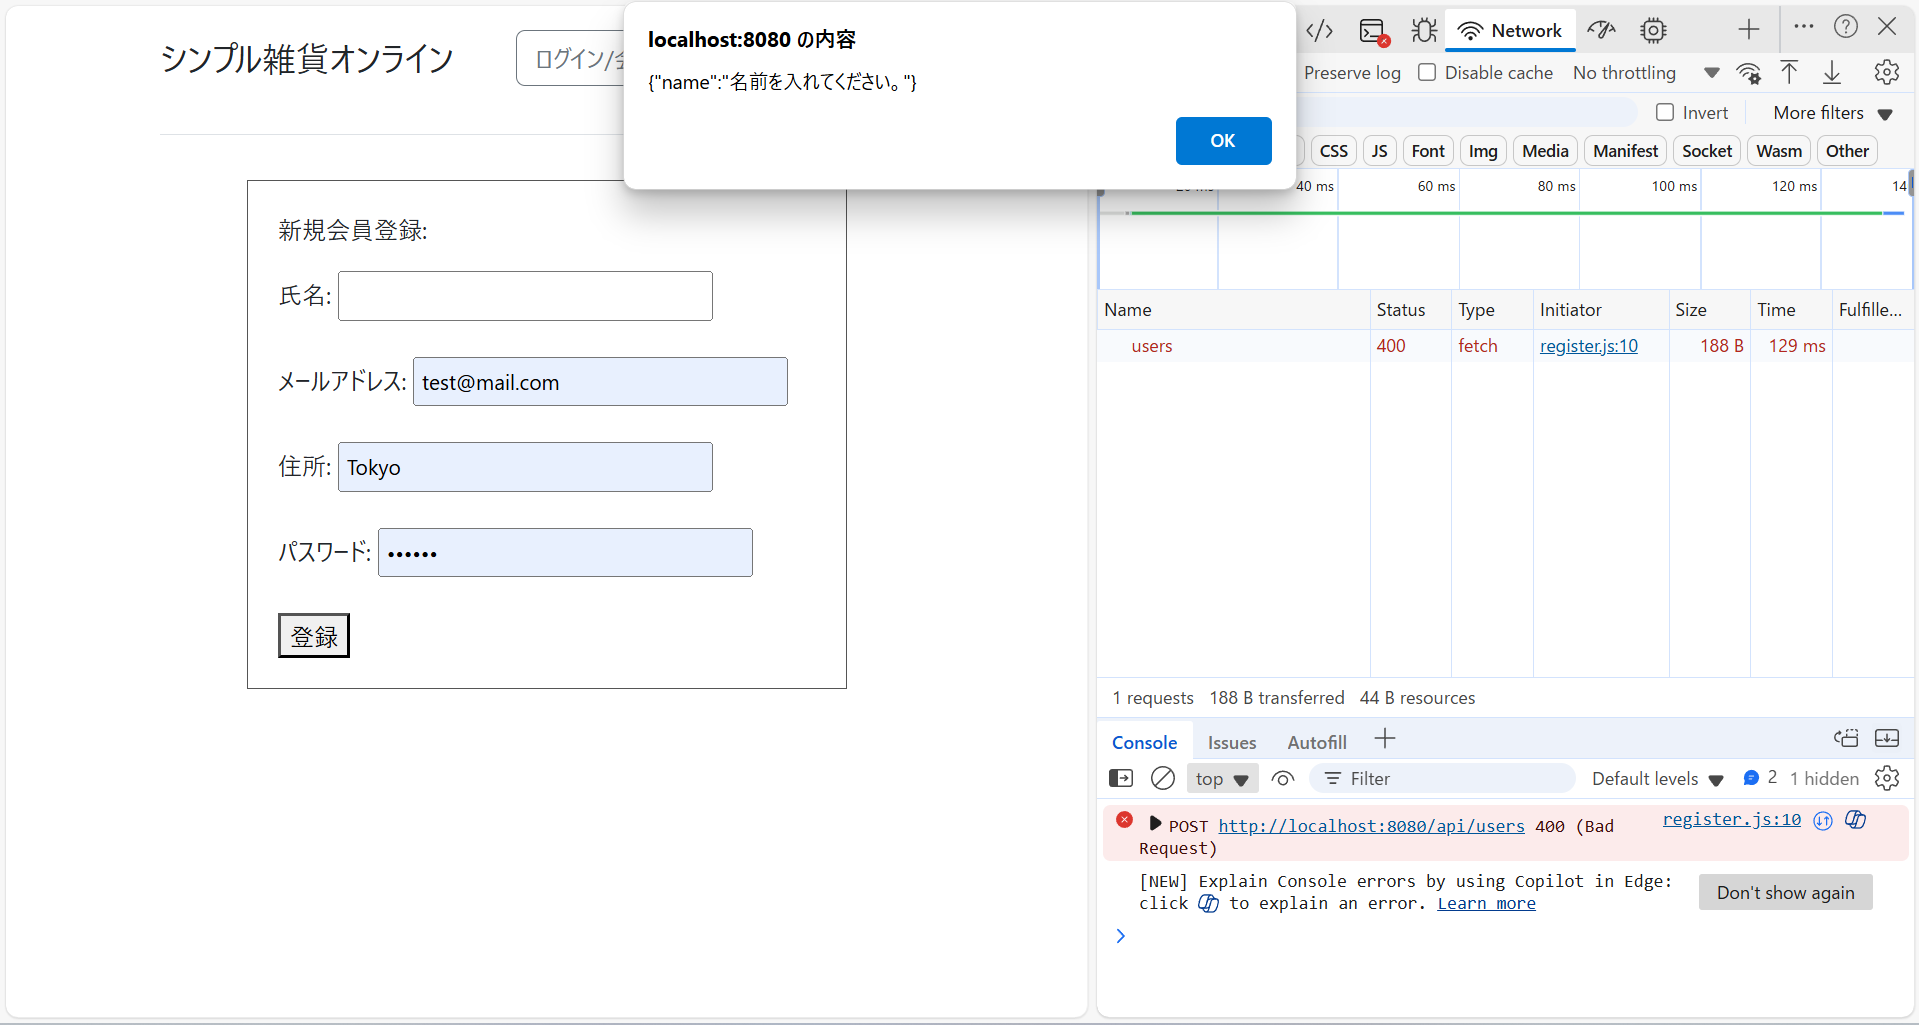 シンプル雑貨オンライン
ログイン/
localhost:8080 の内容
{"name":"名前を入れてください。"}
OK
新規会員登録:
氏名:
メールアドレス: test@mail.com
住所: Tokyo
パスワード: ••••••
登録
Network
Preserve log Disable cache No throttling
Invert More filters
CSS JS Font Img Media Manifest Socket Wasm Other
40 ms 60 ms 80 ms 100 ms 120 ms 14
Name Status Type Initiator Size Time Fulfille...
users 400 fetch register.js:10 188 B 129 ms
1 requests 188 B transferred 44 B resources
Console Issues Autofill
top Filter Default levels 2 1 hidden
POST http://localhost:8080/api/users 400 (Bad register.js:10
Request)
[NEW] Explain Console errors by using Copilot in Edge:
click to explain an error. Learn more
Don't show again